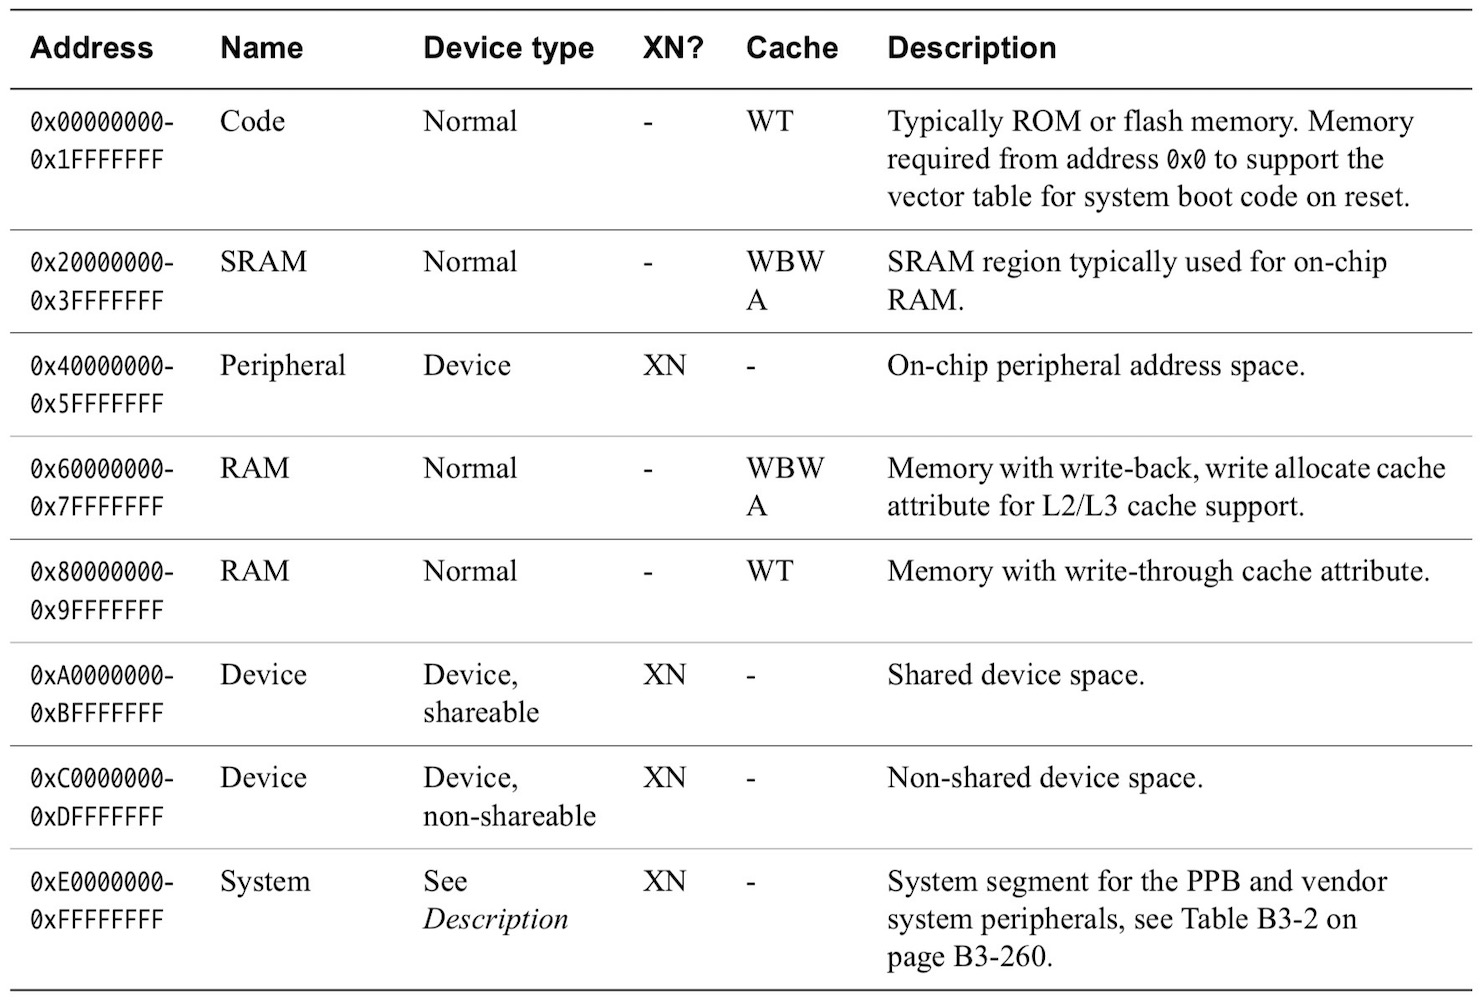 Address Name Device type XN? Cache Description
0x00000000- Code Normal - WT Typically ROM or flash memory. Memory
0x1FFFFFFF required from address 0x0 to support the
vector table for system boot code on reset.
0x20000000- SRAM Normal - WBW SRAM region typically used for on-chip
0x3FFFFFFF A RAM.
0x40000000- Peripheral Device XN - On-chip peripheral address space.
0x5FFFFFFF
0x60000000- RAM Normal - WBW Memory with write-back, write allocate cache
0x7FFFFFFF A attribute for L2/L3 cache support.
0x80000000- RAM Normal - WT Memory with write-through cache attribute.
0x9FFFFFFF
0xA0000000- Device Device, XN - Shared device space.
0xBFFFFFFF shareable
0xC0000000- Device Device, XN - Non-shared device space.
0xDFFFFFFF non-shareable
0xE0000000- System See XN - System segment for the PPB and vendor
0xFFFFFFFF Description system peripherals, see Table B3-2 on
page B3-260.